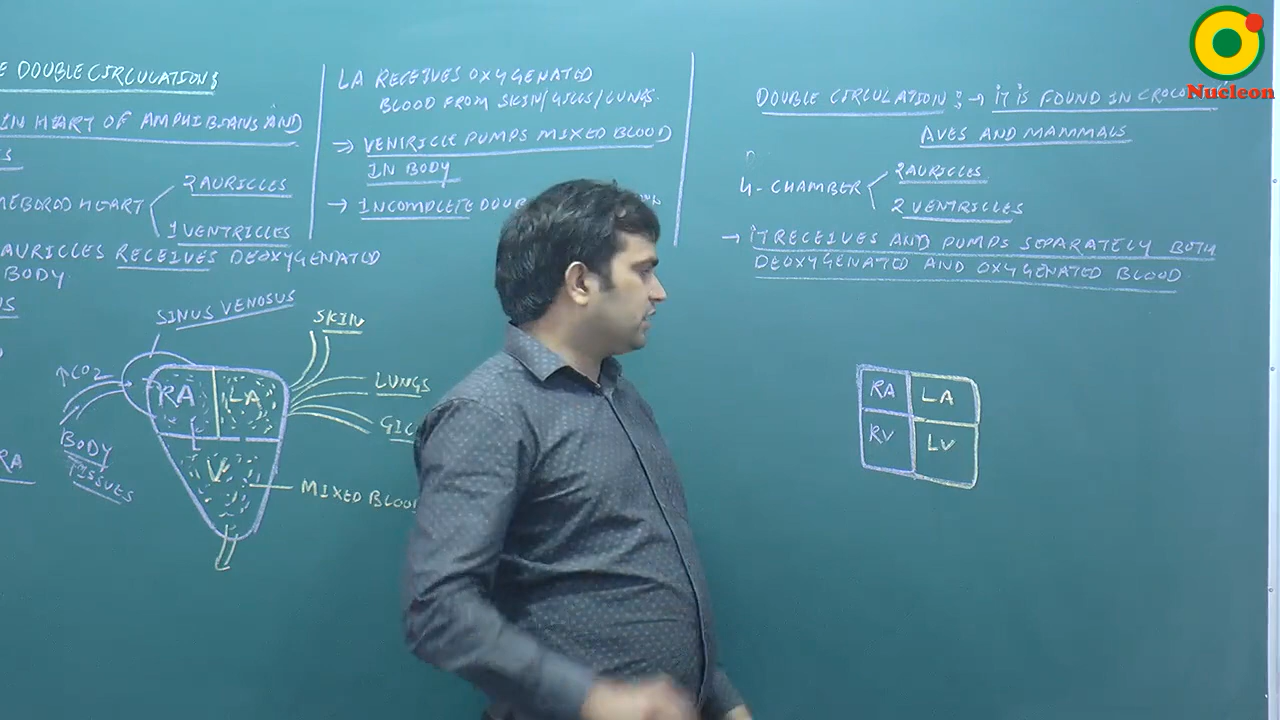 E DOUBLE CIRCULATION:
IN HEART OF AMPHIBIANS AND
2 AURICLES
HEART
1 VENTRICLES
AURICLES RECEIVES DEOXYGENATED
BODY
SINUS VENOSUS
SKIN
↑CO2
RA
LA
LUNGS
BODY
TISSUES
V
MIXED BLOOD
RA
LA RECEIVES OXYGENATED
BLOOD FROM SKIN/GILLS/LUNGS.
→ VENTRICLE PUMPS MIXED BLOOD
IN BODY
→ INCOMPLETE
DOUBLE CIRCULATION: → IT IS FOUND IN
AVES AND MAMMALS
4-CHAMBER
2 AURICLES
2 VENTRICLES
→ IT RECEIVES AND PUMPS SEPARATELY BOTH
DEOXYGENATED AND OXYGENATED BLOOD.
RA
LA
RV
LV
Nucleon